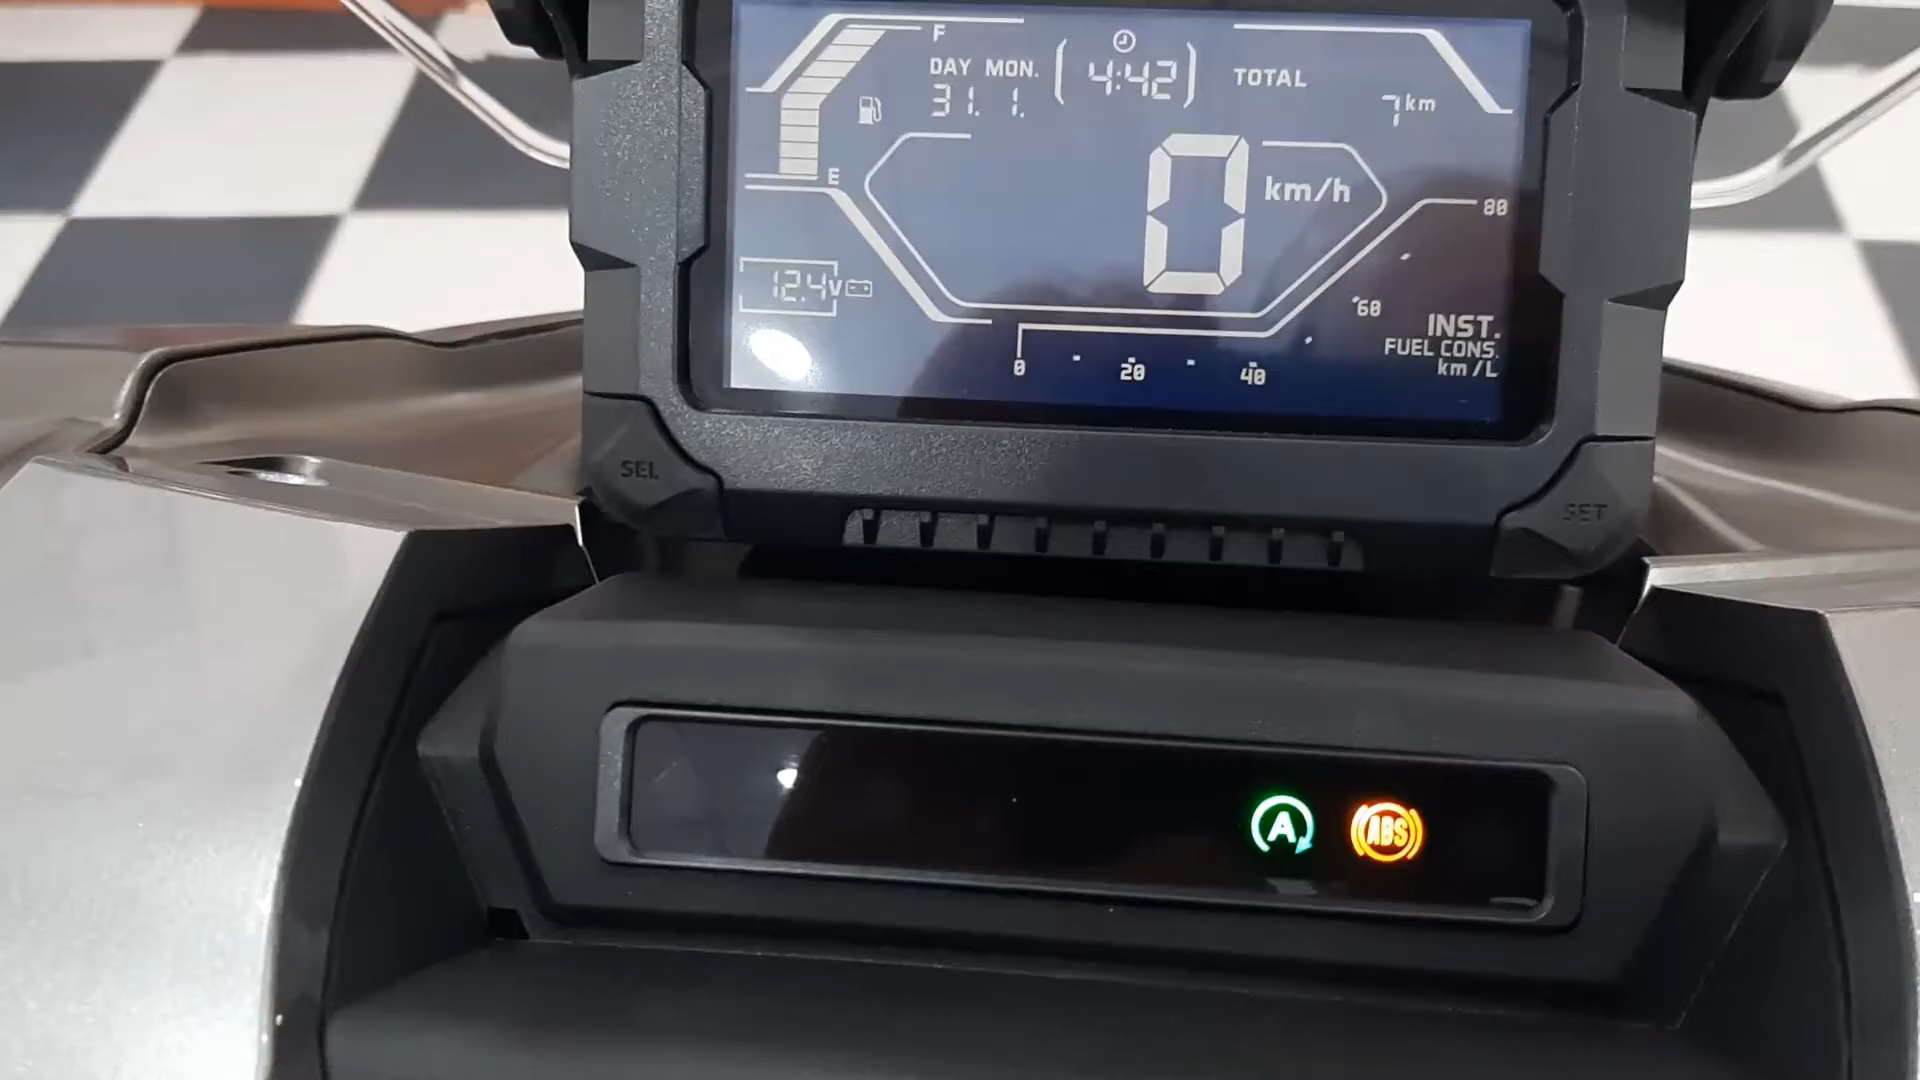 F
DAY MON. 4:42 TOTAL
31. 1. 7 km
E
0 km/h
80
12.4V
60
INST.
FUEL CONS.
km/L
0 20 40
SEL
SET
A ABS